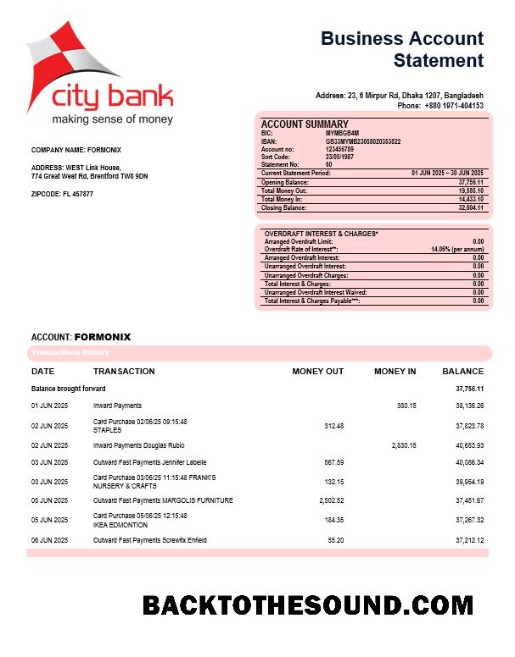 Business Account
Statement
city bank
making sense of money
Address: 23, 6 Mirpur Rd, Dhaka 1207, Bangladesh
Phone: +880 1971-404153
COMPANY NAME: FORMONIX
ADDRESS: WEST Link House,
774 Great West Rd, Brentford TW8 9DN
ZIPCODE: FL 457877
ACCOUNT SUMMARY
BIC: MYMBGB4M
IBAN: GB33MYMB23058020353022
Account no: 123456789
Sort Code: 23/05/1987
Statement No: 60
Current Statement Period: 01 JUN 2025 – 30 JUN 2025
Opening Balance: 37,756.11
Total Money Out: 19,585.10
Total Money In: 14,433.10
Closing Balance: 32,604.11
OVERDRAFT INTEREST & CHARGES*
Arranged Overdraft Limit: 0.00
Overdraft Rate of Interest**: 14.06% (per annum)
Arranged Overdraft Interest: 0.00
Unarranged Overdraft Interest: 0.00
Unarranged Overdraft Charges: 0.00
Total Interest & Charges: 0.00
Unarranged Overdraft Interest Waived: 0.00
Total Interest & Charges Payable***: 0.00
ACCOUNT: FORMONIX
Transactions History
DATE TRANSACTION MONEY OUT MONEY IN BALANCE
Balance brought forward 37,756.11
01 JUN 2025 Inward Payments 380.15 38,136.26
02 JUN 2025 Card Purchase 02/06/25 09:15:48 312.48 37,823.78
STAPLES
02 JUN 2025 Inward Payments Douglas Rubio 2,830.15 40,653.93
03 JUN 2025 Outward Fast Payments Jennifer Labelle 567.59 40,086.34
03 JUN 2025 Card Purchase 03/06/25 11:15:48 FRANK'S 132.15 39,954.19
NURSERY & CRAFTS
05 JUN 2025 Outward Fast Payments MARGOLIS FURNITURE 2,502.52 37,451.67
05 JUN 2025 Card Purchase 05/06/25 12:15:48 184.35 37,267.32
IKEA EDMONTION
06 JUN 2025 Outward Fast Payments Screwfix Enfield 55.20 37,212.12
BACKTOTHESOUND.COM